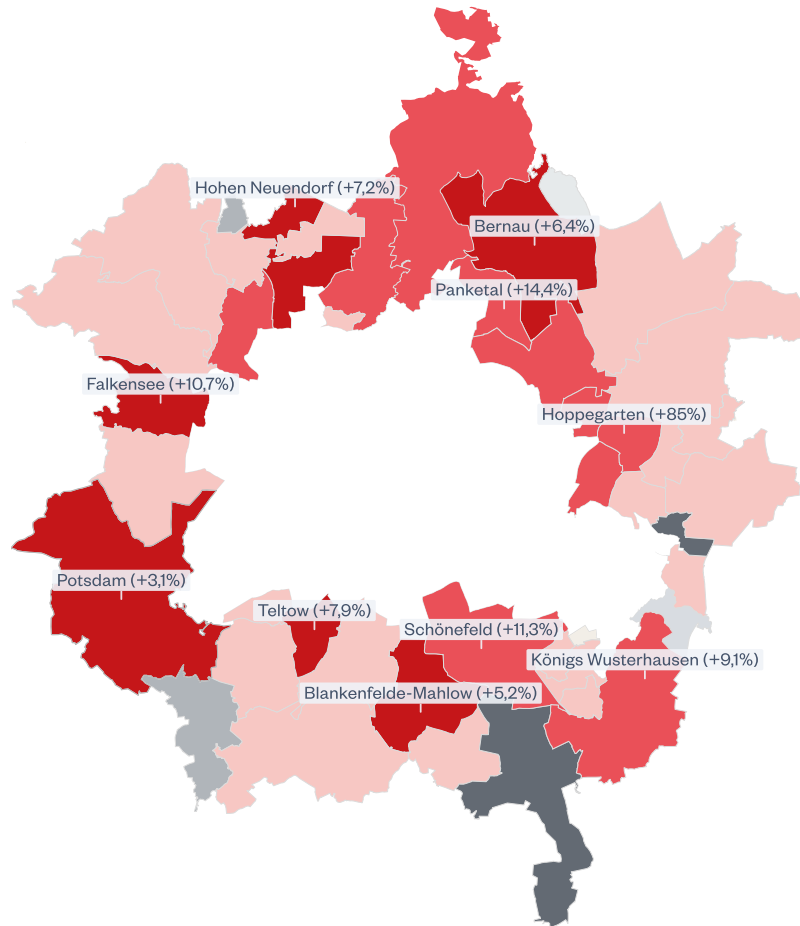 Hohen Neuendorf (+7,2%)
Bernau (+6,4%)
Panketal (+14,4%)
Falkensee (+10,7%)
Hoppegarten (+85%)
Potsdam (+3,1%)
Teltow (+7,9%)
Schönefeld (+11,3%)
Königs Wusterhausen (+9,1%)
Blankenfelde-Mahlow (+5,2%)